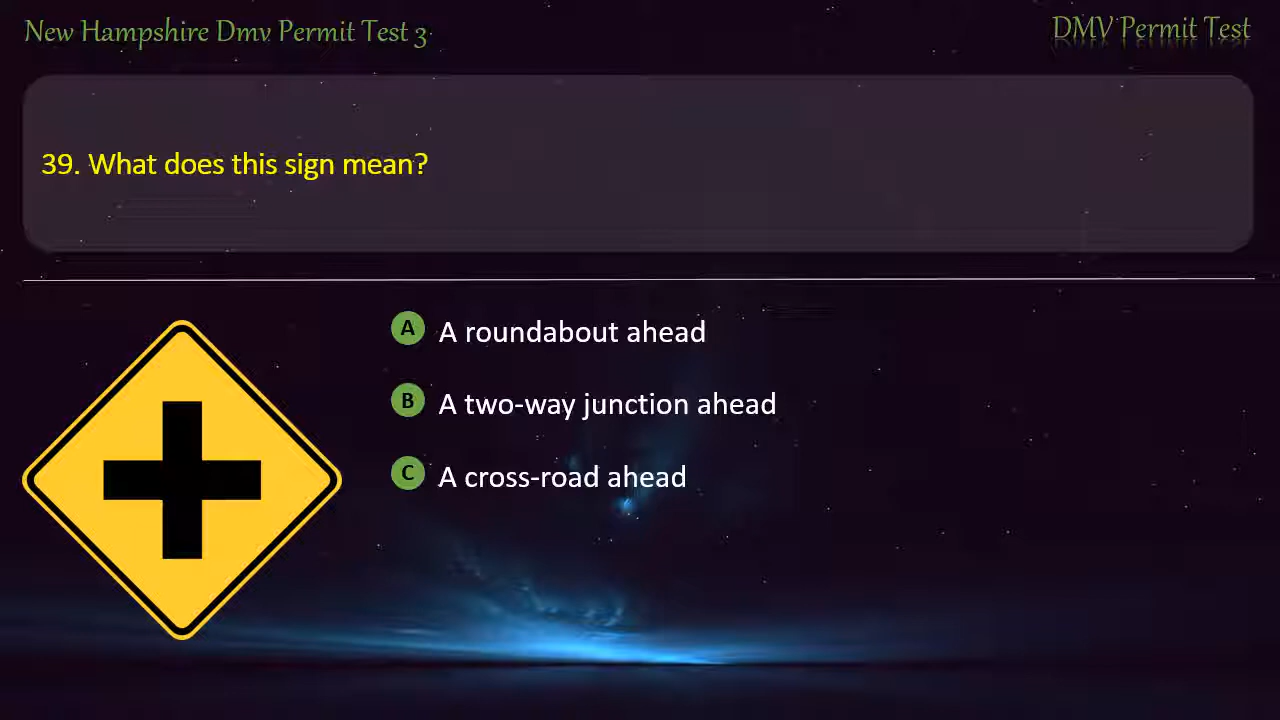 New Hampshire Dmv Permit Test 3
DMV Permit Test
39. What does this sign mean?
A A roundabout ahead
B A two-way junction ahead
C A cross-road ahead